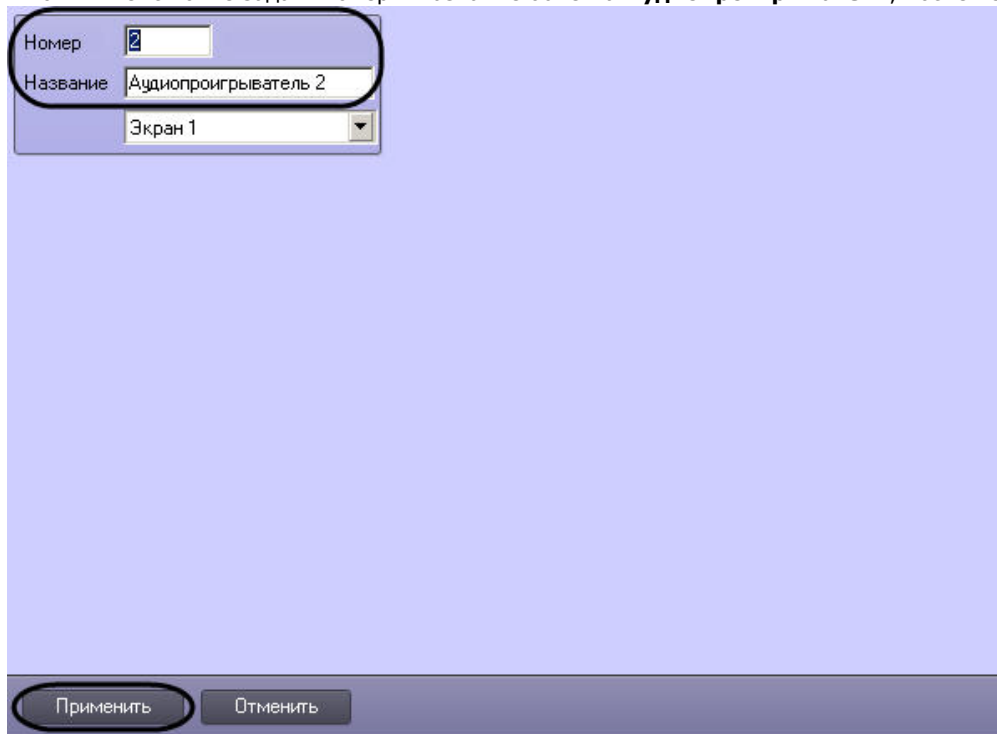 Номер 2
Название Аудиопроигрыватель 2
Экран 1
Применить Отменить